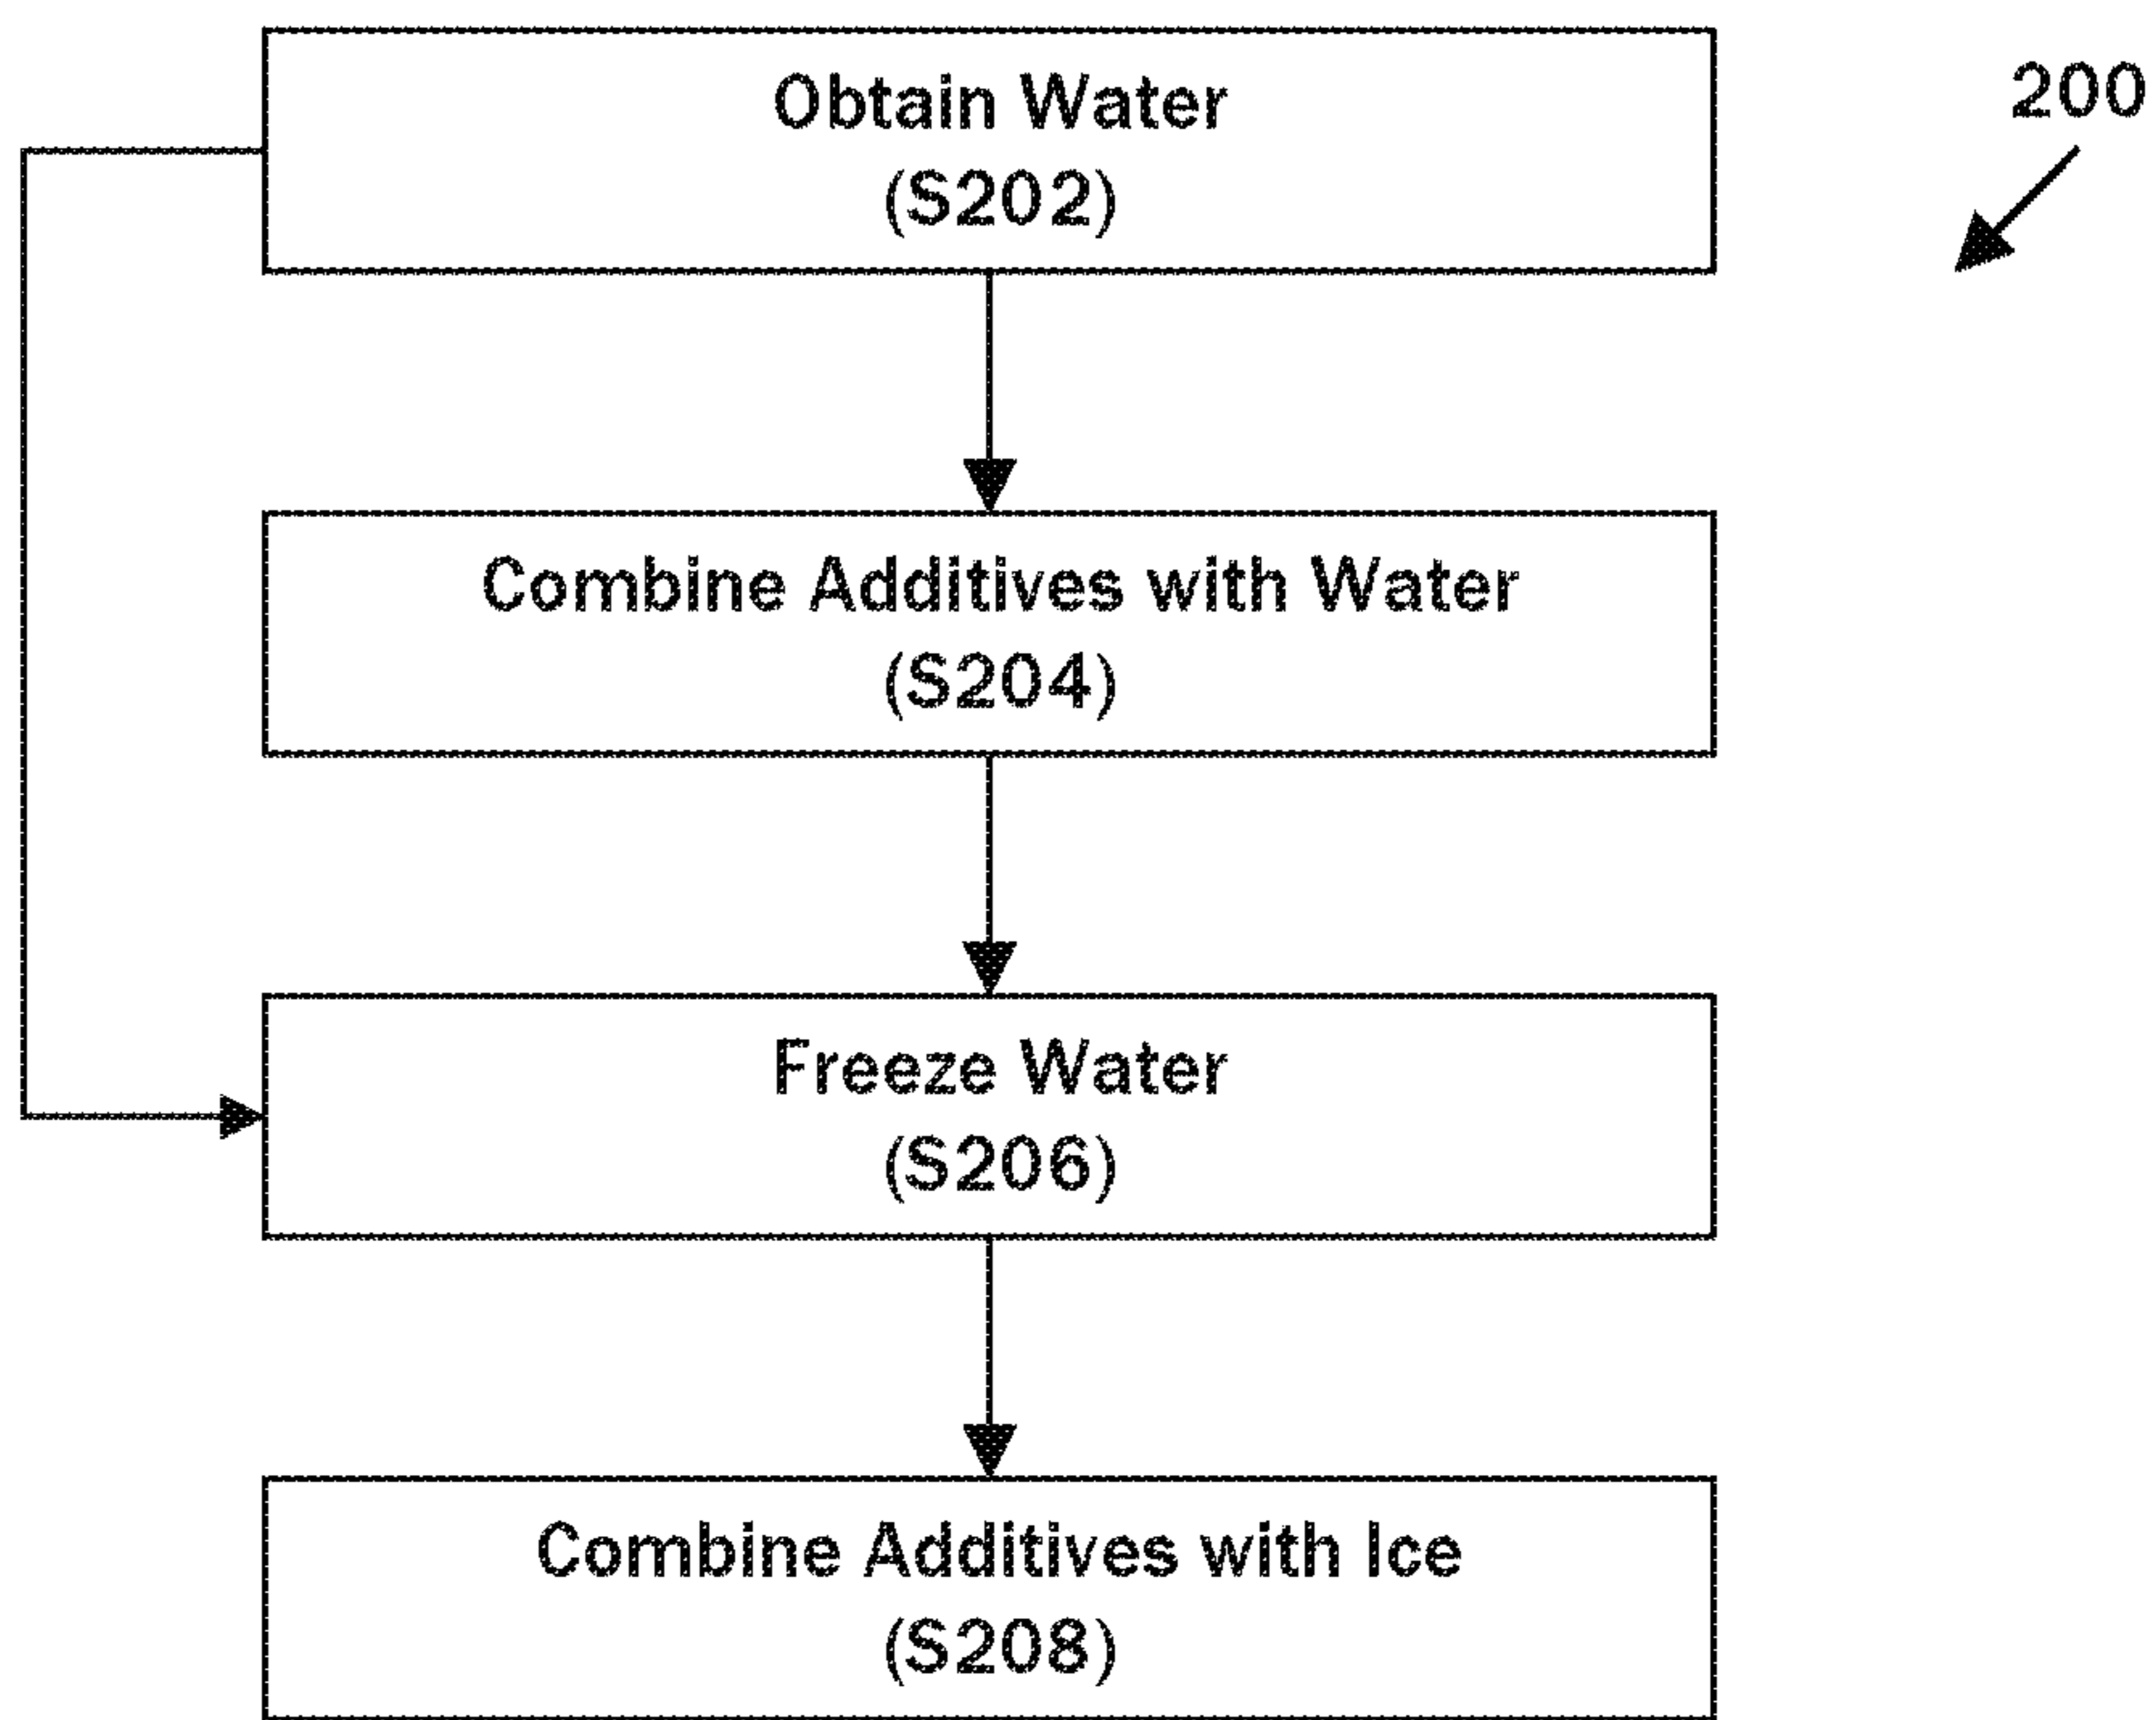 Obtain Water
(S202)
200
Combine Additives with Water
(S204)
Freeze Water
(S206)
Combine Additives with Ice
(S208)